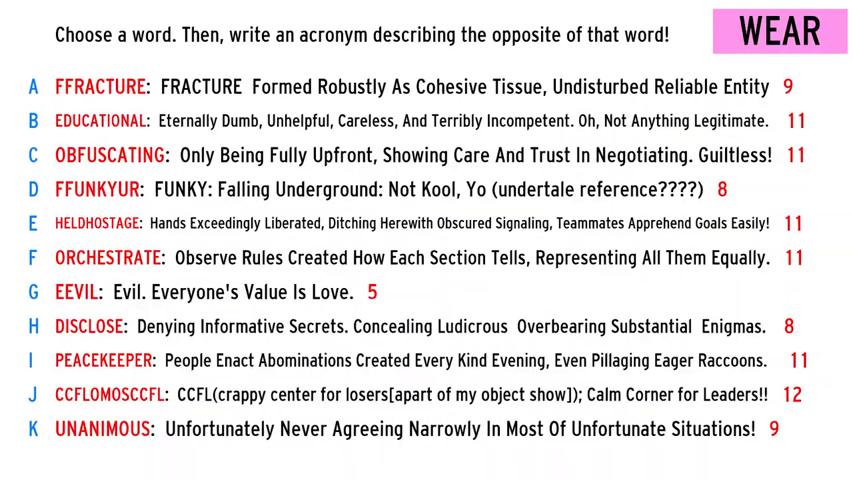 Choose a word. Then, write an acronym describing the opposite of that word! WEAR
A FFRACTURE: FRACTURE Formed Robustly As Cohesive Tissue, Undisturbed Reliable Entity 9
B EDUCATIONAL: Eternally Dumb, Unhelpful, Careless, And Terribly Incompetent. Oh, Not Anything Legitimate. 11
C OBFUSCATING: Only Being Fully Upfront, Showing Care And Trust In Negotiating. Guiltless! 11
D FFUNKYUR: FUNKY: Falling Underground: Not Kool, Yo (undertale reference????) 8
E HELDHOSTAGE: Hands Exceedingly Liberated, Ditching Herewith Obscured Signaling, Teammates Apprehend Goals Easily! 11
F ORCHESTRATE: Observe Rules Created How Each Section Tells, Representing All Them Equally. 11
G EEVIL: Evil. Everyone's Value Is Love. 5
H DISCLOSE: Denying Informative Secrets. Concealing Ludicrous Overbearing Substantial Enigmas. 8
I PEACEKEEPER: People Enact Abominations Created Every Kind Evening, Even Pillaging Eager Raccoons. 11
J CCFLOMOSCCFL: CCFL(crappy center for losers[apart of my object show]); Calm Corner for Leaders!! 12
K UNANIMOUS: Unfortunately Never Agreeing Narrowly In Most Of Unfortunate Situations! 9